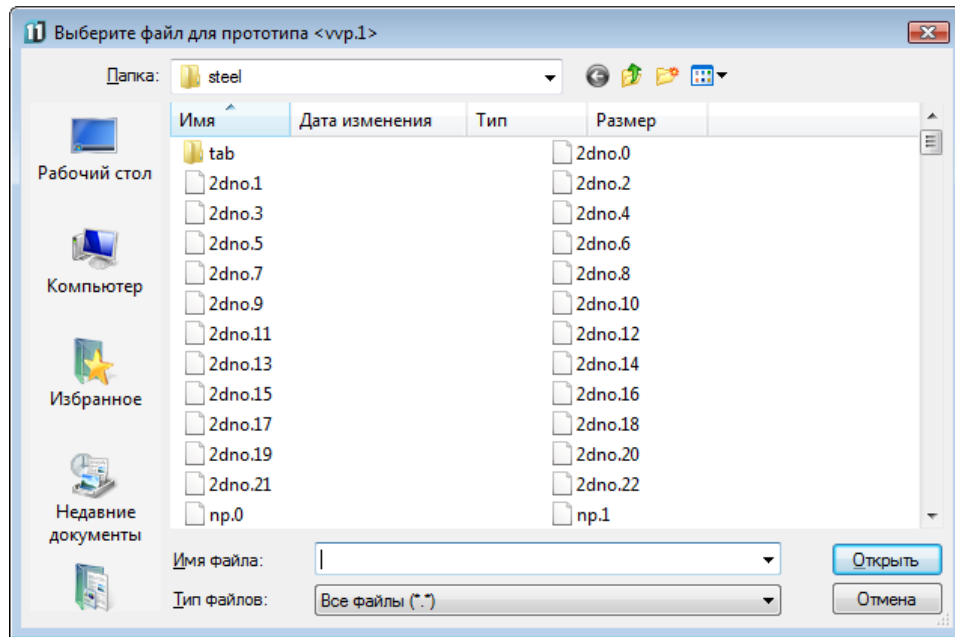 Выберите файл для прототипа <vvp.1>
Папка: steel
Имя Дата изменения Тип Размер
tab 2dno.0
2dno.1 2dno.2
2dno.3 2dno.4
2dno.5 2dno.6
2dno.7 2dno.8
2dno.9 2dno.10
2dno.11 2dno.12
2dno.13 2dno.14
2dno.15 2dno.16
2dno.17 2dno.18
2dno.19 2dno.20
2dno.21 2dno.22
np.0 np.1
Рабочий стол
Компьютер
Избранное
Недавние
документы
Имя файла: Открыть
Тип файлов: Все файлы (*.*) Отмена